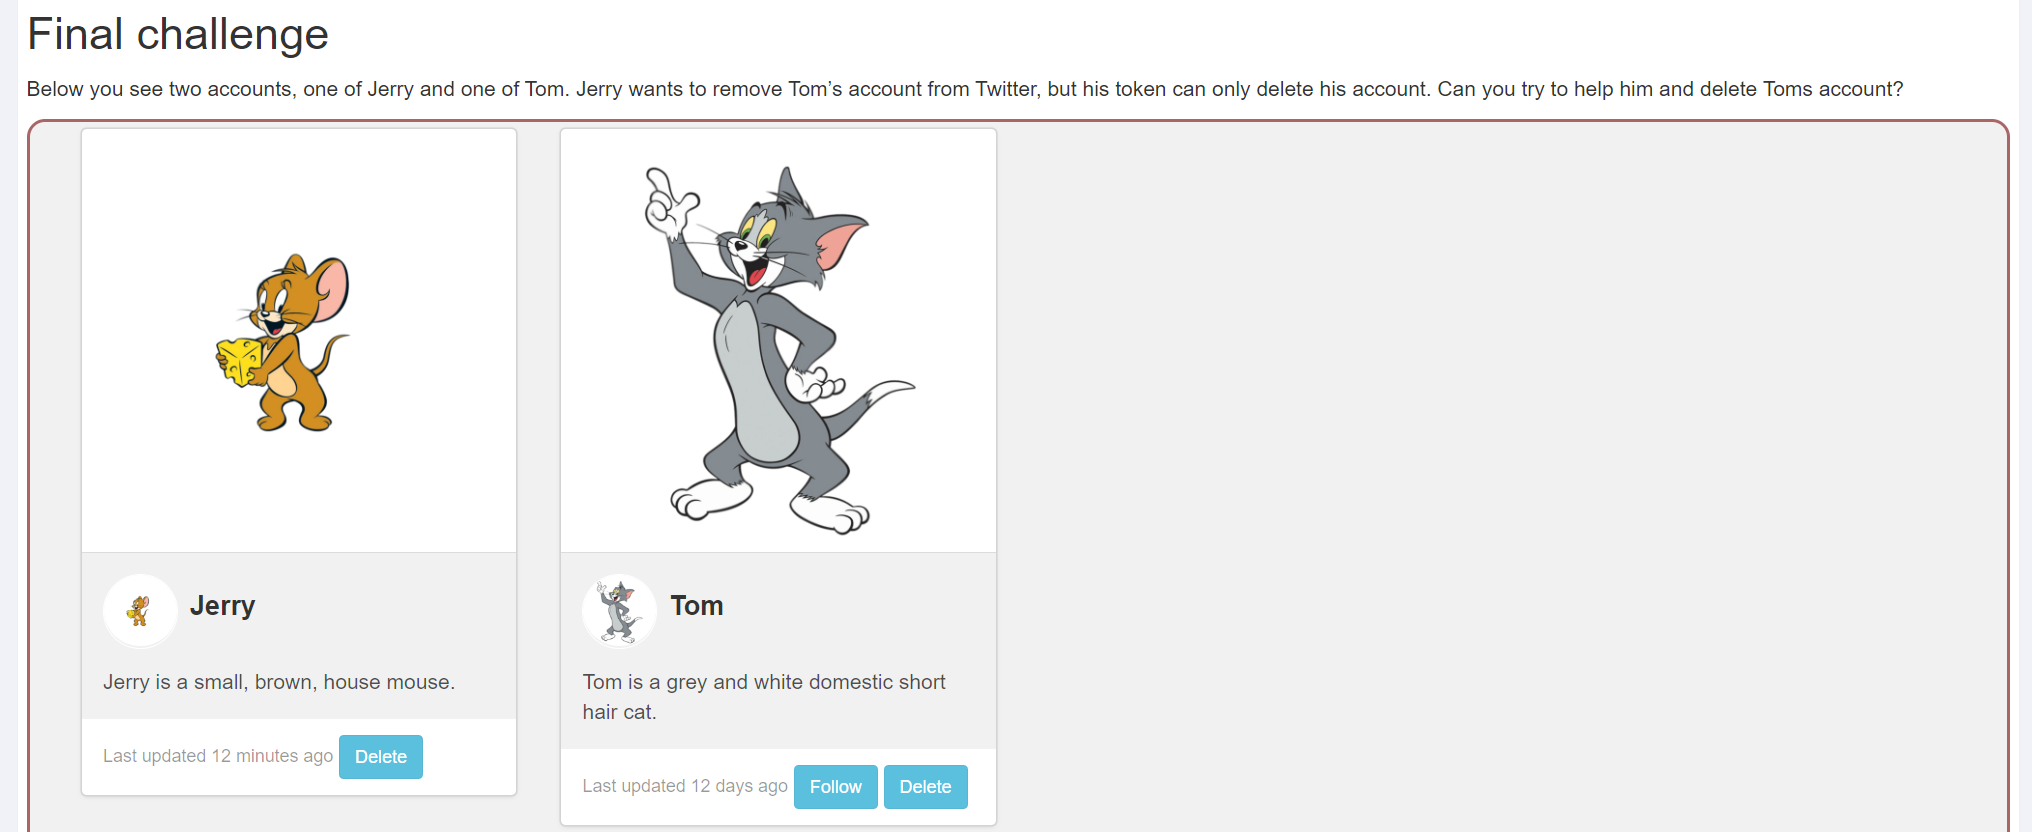 Final challenge
Below you see two accounts, one of Jerry and one of Tom. Jerry wants to remove Tom’s account from Twitter, but his token can only delete his account. Can you try to help him and delete Toms account?
Jerry
Jerry is a small, brown, house mouse.
Last updated 12 minutes ago Delete
Tom
Tom is a grey and white domestic short
hair cat.
Last updated 12 days ago Follow Delete